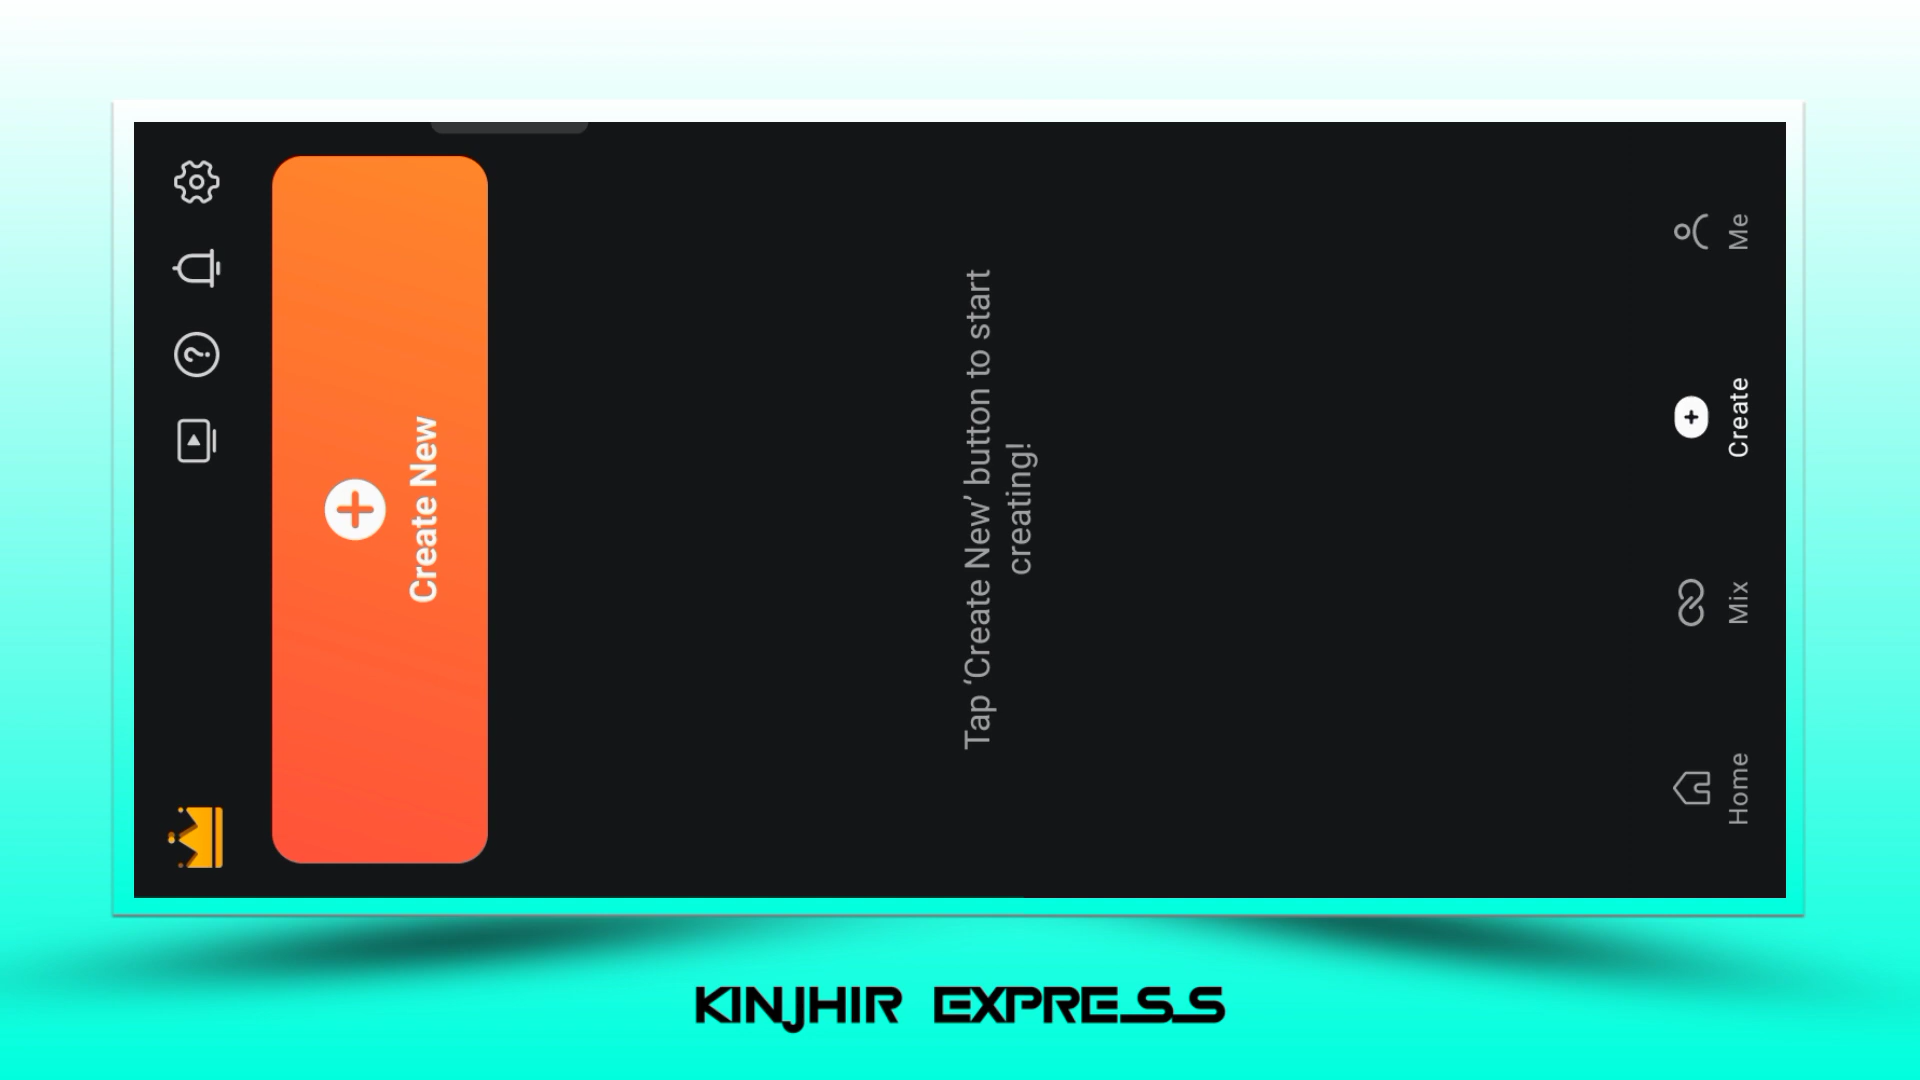 Create New
Tap ‘Create New’ button to start
creating!
Home
Mix
Create
Me
KINJHIR EXPRESS